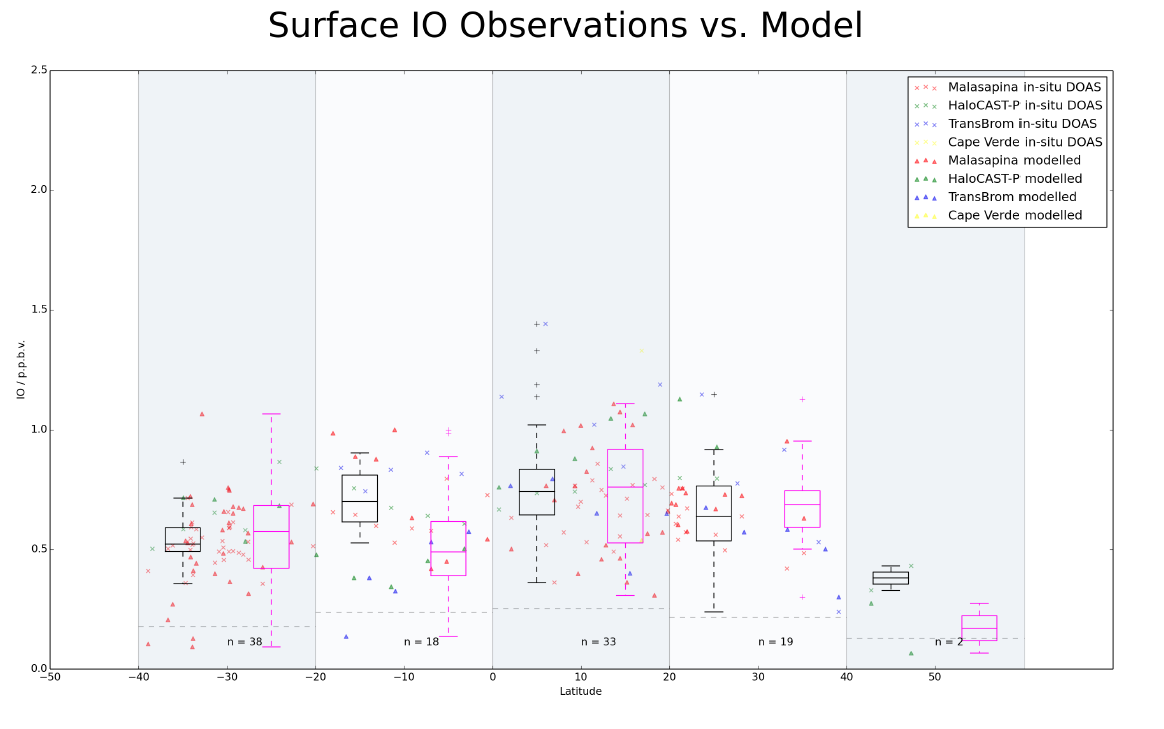 Surface IO Observations vs. Model
2.5
2.0
1.5
1.0
0.5
0.0
IO / p.p.b.v.
Malasapina in-situ DOAS
HaloCAST-P in-situ DOAS
TransBrom in-situ DOAS
Cape Verde in-situ DOAS
Malasapina modelled
HaloCAST-P modelled
TransBrom modelled
Cape Verde modelled
n = 38 n = 18 n = 33 n = 19 n = 2
−50 −40 −30 −20 −10 0 10 20 30 40 50
Latitude